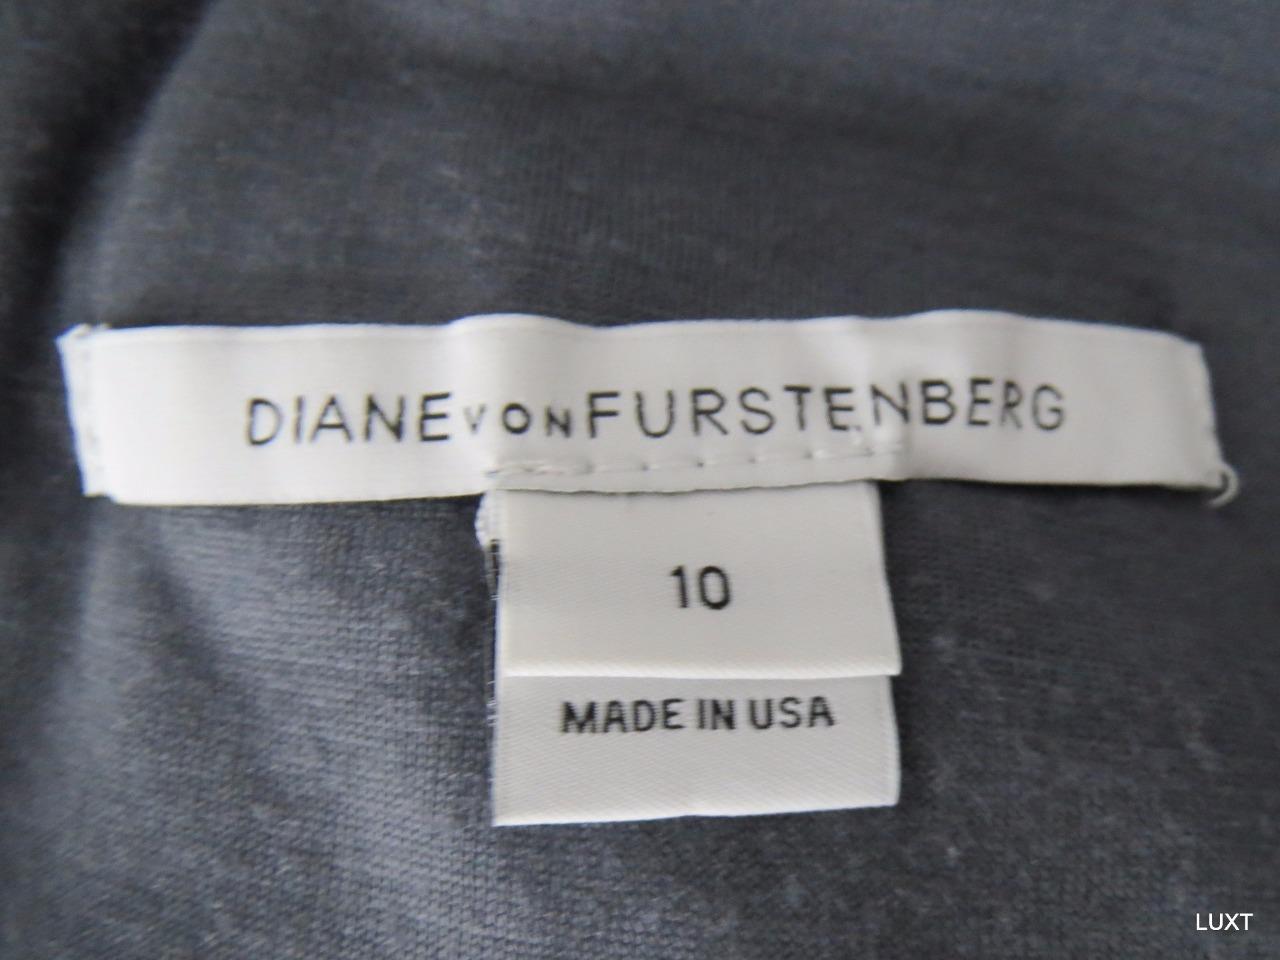 DIANE VON FURSTENBERG
10
MADE IN USA
LUXT